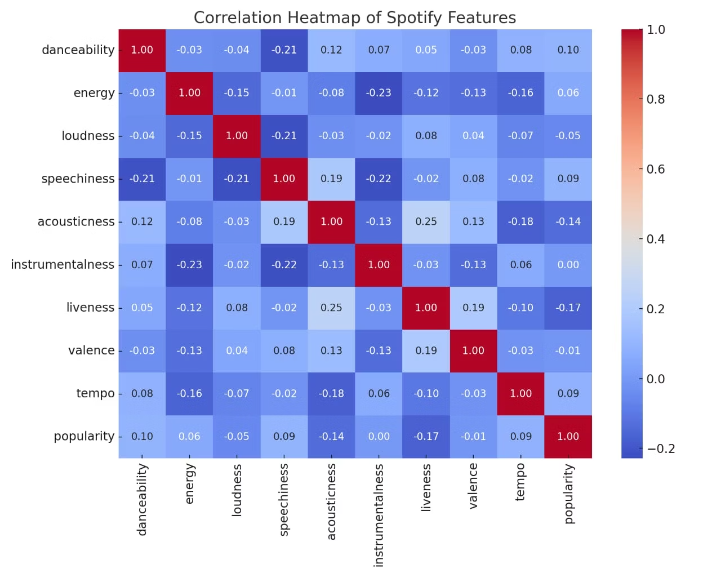 Correlation Heatmap of Spotify Features
danceability 1.00 -0.03 -0.04 -0.21 0.12 0.07 0.05 -0.03 0.08 0.10
energy -0.03 1.00 -0.15 -0.01 -0.08 -0.23 -0.12 -0.13 -0.16 0.06
loudness -0.04 -0.15 1.00 -0.21 -0.03 -0.02 0.08 0.04 -0.07 -0.05
speechiness -0.21 -0.01 -0.21 1.00 0.19 -0.22 -0.02 0.08 -0.02 0.09
acousticness 0.12 -0.08 -0.03 0.19 1.00 -0.13 0.25 0.13 -0.18 -0.14
instrumentalness 0.07 -0.23 -0.02 -0.22 -0.13 1.00 -0.03 -0.13 0.06 0.00
liveness 0.05 -0.12 0.08 -0.02 0.25 -0.03 1.00 0.19 -0.10 -0.17
valence -0.03 -0.13 0.04 0.08 0.13 -0.13 0.19 1.00 -0.03 -0.01
tempo 0.08 -0.16 -0.07 -0.02 -0.18 0.06 -0.10 -0.03 1.00 0.09
popularity 0.10 0.06 -0.05 0.09 -0.14 0.00 -0.17 -0.01 0.09 1.00
danceability
energy
loudness
speechiness
acousticness
instrumentalness
liveness
valence
tempo
popularity
1.0
0.8
0.6
0.4
0.2
0.0
−0.2